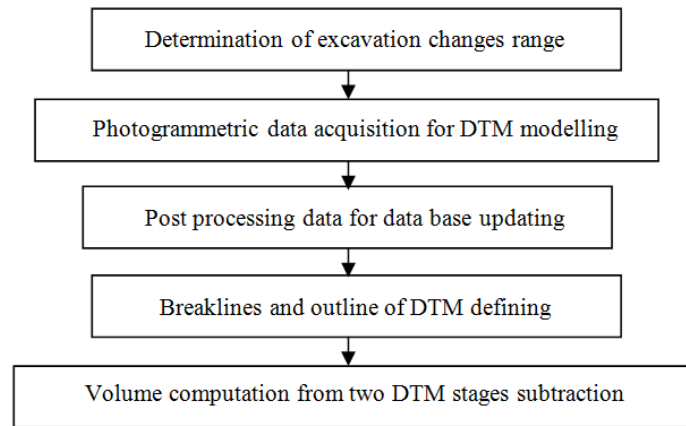 Determination of excavation changes range
Photogrammetric data acquisition for DTM modelling
Post processing data for data base updating
Breaklines and outline of DTM defining
Volume computation from two DTM stages subtraction